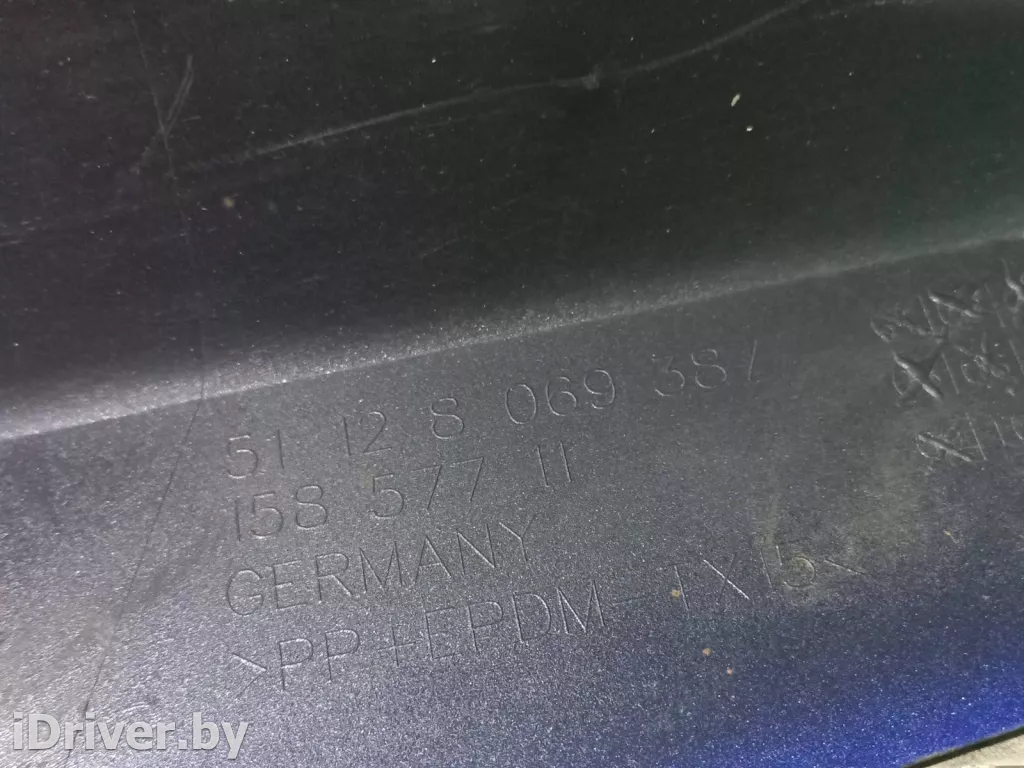 51 12 8 069 387
158 577 11
GERMANY
>PP+EPDM-TX15<
iDriver.by